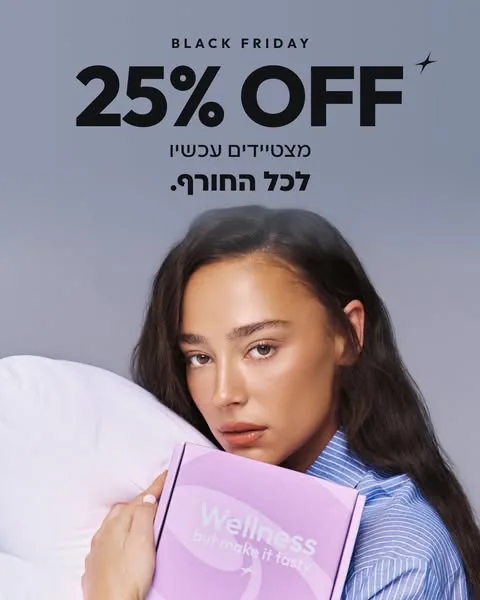 BLACK FRIDAY
25% OFF
מצטיידים עכשיו
לכל החורף.
Wellness
but make it tasty